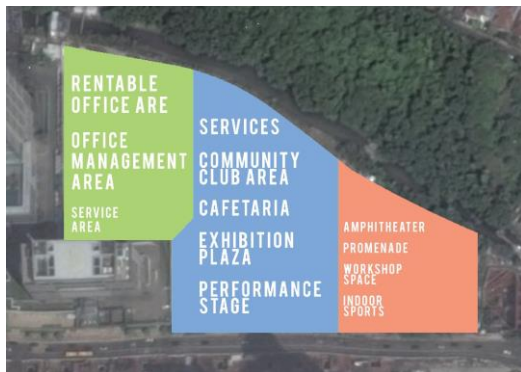 RENTABLE
OFFICE ARE
OFFICE
MANAGEMENT
AREA
SERVICE
AREA
SERVICES
COMMUNITY
CLUB AREA
CAFETARIA
EXHIBITION
PLAZA
PERFORMANCE
STAGE
AMPHITHEATER
PROMENADE
WORKSHOP
SPACE
INDOOR
SPORTS